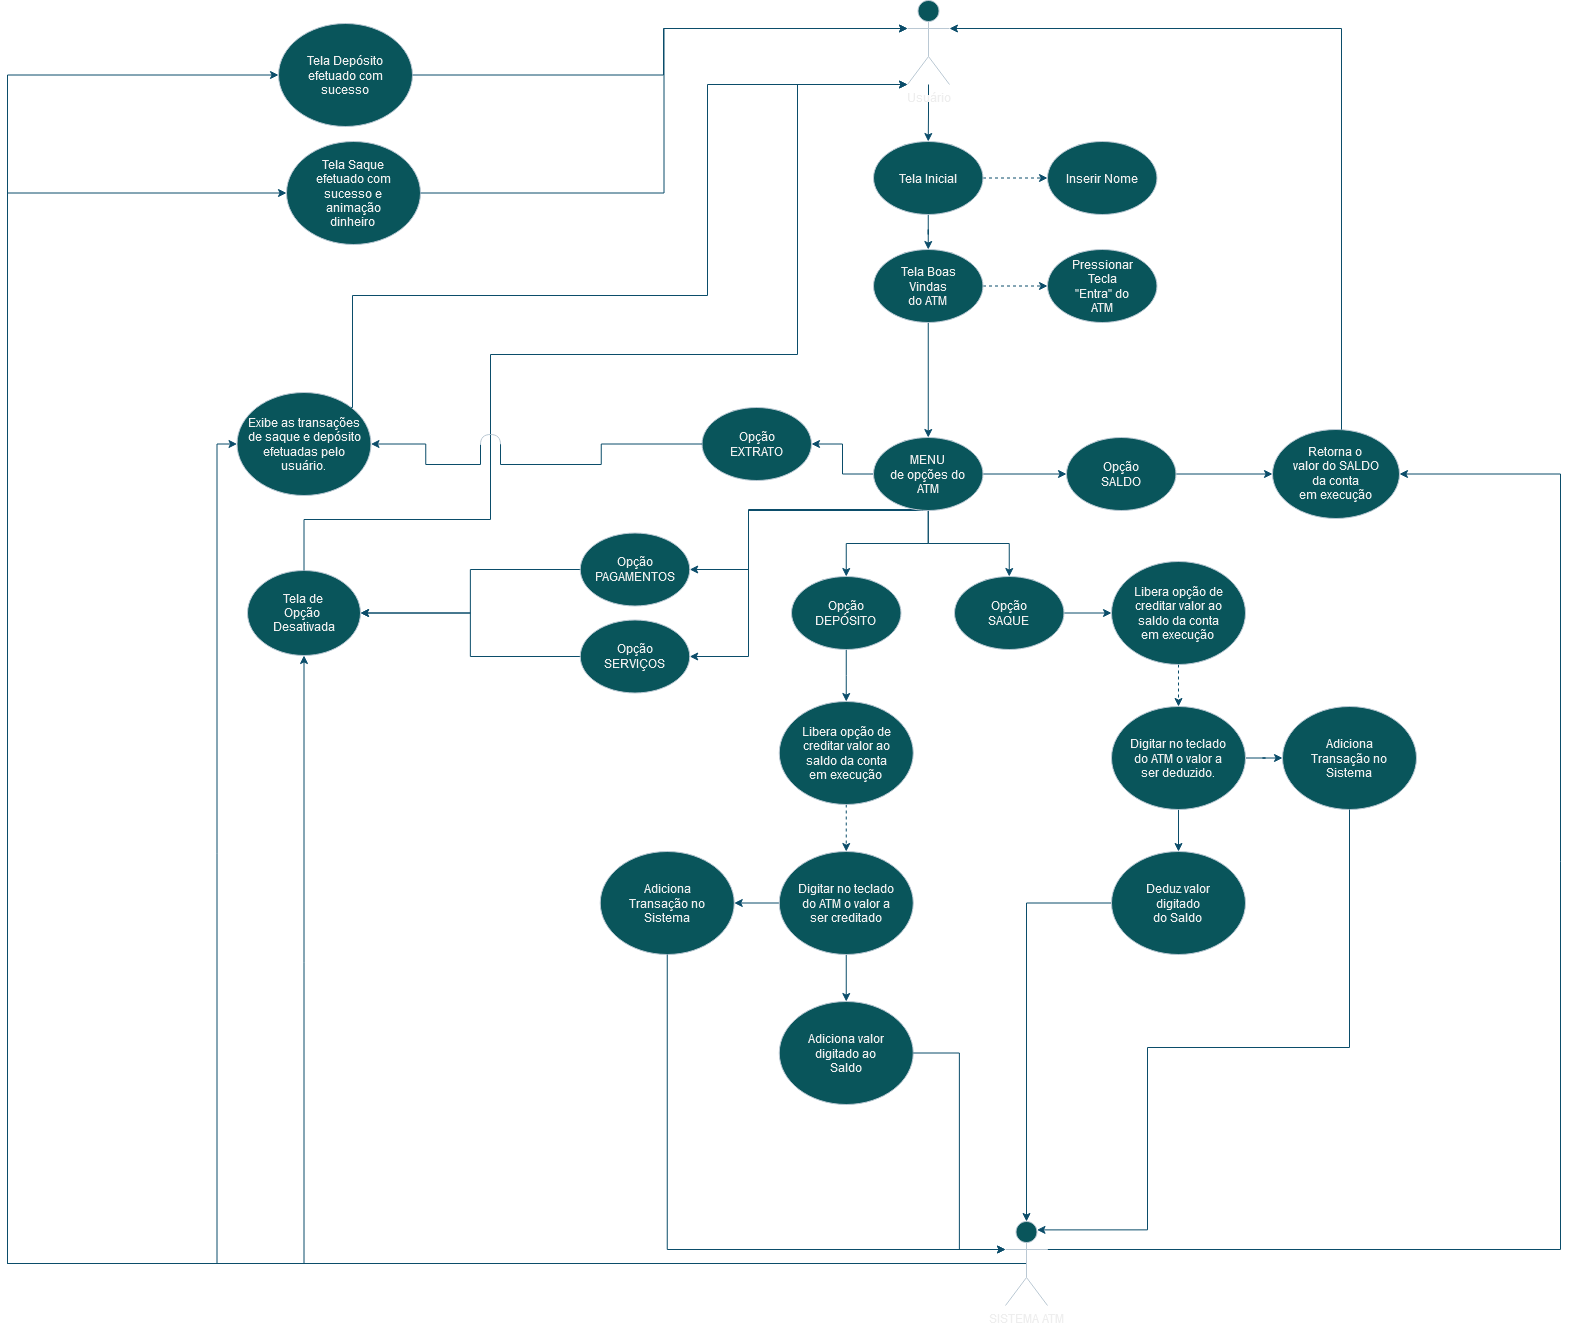 Usuário
Tela Depósito
efetuado com
sucesso
Tela Saque
efetuado com
sucesso e
animação
dinheiro
Tela Inicial
Inserir Nome
Tela Boas
Vindas
do ATM
Pressionar
Tecla
"Entra" do
ATM
Exibe as transações
de saque e depósito
efetuadas pelo
usuário.
Opção
EXTRATO
MENU
de opções do
ATM
Opção
SALDO
Retorna o
valor do SALDO
da conta
em execução
Opção
PAGAMENTOS
Tela de
Opção
Desativada
Opção
SERVIÇOS
Opção
DEPÓSITO
Opção
SAQUE
Libera opção de
creditar valor ao
saldo da conta
em execução
Libera opção de
creditar valor ao
saldo da conta
em execução
Digitar no teclado
do ATM o valor a
ser deduzido.
Adiciona
Transação no
Sistema
Adiciona
Transação no
Sistema
Digitar no teclado
do ATM o valor a
ser creditado
Deduz valor
digitado
do Saldo
Adiciona valor
digitado ao
Saldo
SISTEMA ATM